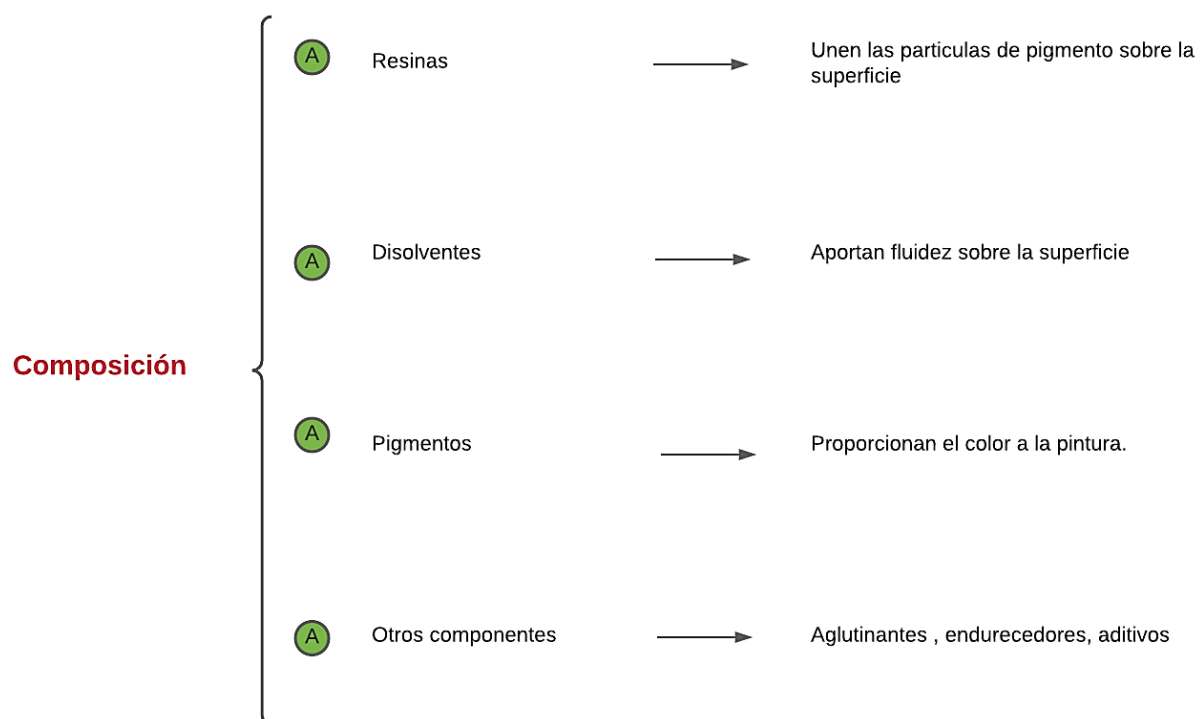 A Resinas Unen las particulas de pigmento sobre la
superficie
A Disolventes Aportan fluidez sobre la superficie
Composición
A Pigmentos Proporcionan el color a la pintura.
A Otros componentes Aglutinantes , endurecedores, aditivos